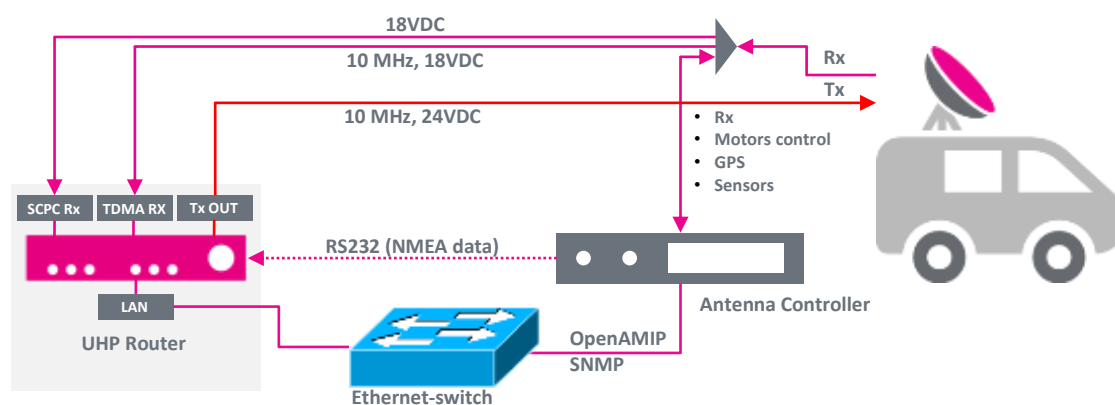 18VDC
10 MHz, 18VDC
Rx
Tx
10 MHz, 24VDC
• Rx
• Motors control
• GPS
• Sensors
SCPC Rx
TDMA RX
Tx OUT
RS232 (NMEA data)
LAN
Antenna Controller
UHP Router
OpenAMIP
SNMP
Ethernet-switch